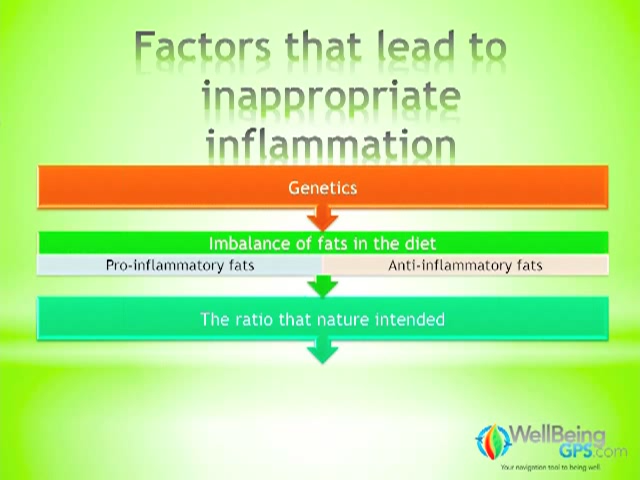 Factors that lead to
inappropriate
inflammation
Genetics
Imbalance of fats in the diet
Pro-inflammatory fats
Anti-inflammatory fats
The ratio that nature intended
WellBeing
GPS.com
Your navigation tool to being well.